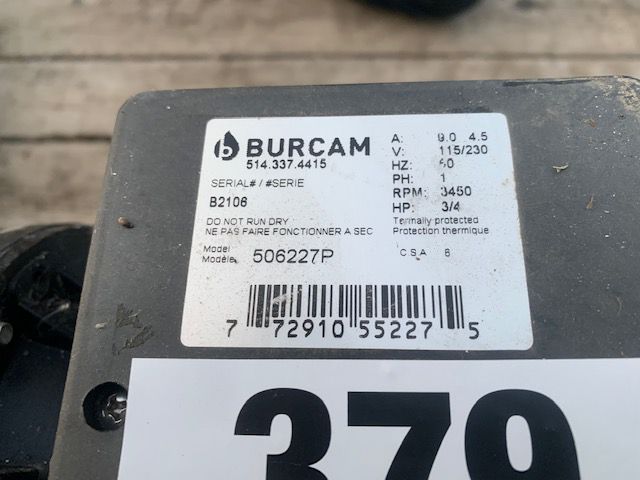 BURCAM
514.337.4415
SERIAL# / #SERIE
B2106
DO NOT RUN DRY
NE PAS FAIRE FONCTIONNER A SEC
Model
Modèle: 506227P
A: 9.0 4.5
V: 115/230
HZ: 60
PH: 1
RPM: 3450
HP: 3/4
Termally protected
Protection thermique
CSA 6
7 72910 55227 5
379